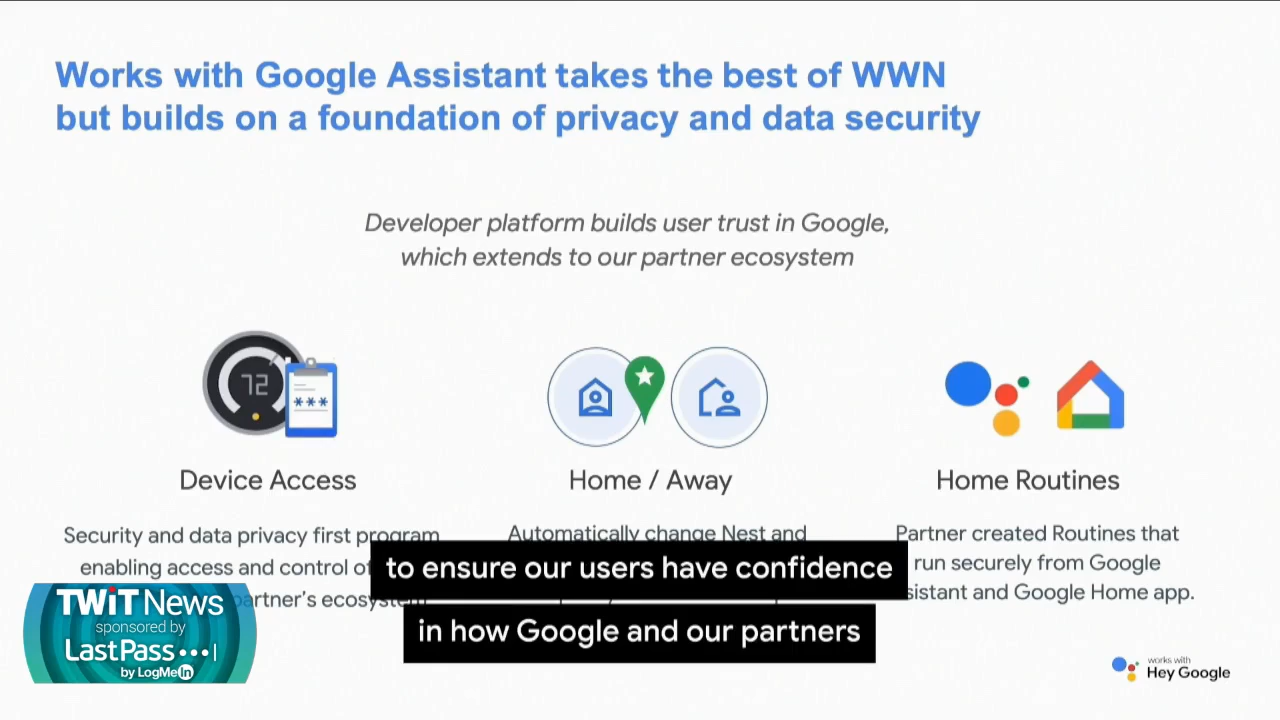 Works with Google Assistant takes the best of WWN
but builds on a foundation of privacy and data security
Developer platform builds user trust in Google,
which extends to our partner ecosystem
72
***
Device Access
Home / Away
Home Routines
Security and data privacy first program
enabling access and control of
partner's ecosystem
Automatically change Nest and
Partner created Routines that
run securely from Google
Assistant and Google Home app.
to ensure our users have confidence
in how Google and our partners
TWiT News
sponsored by
LastPass •••|
by LogMeIn
works with
Hey Google